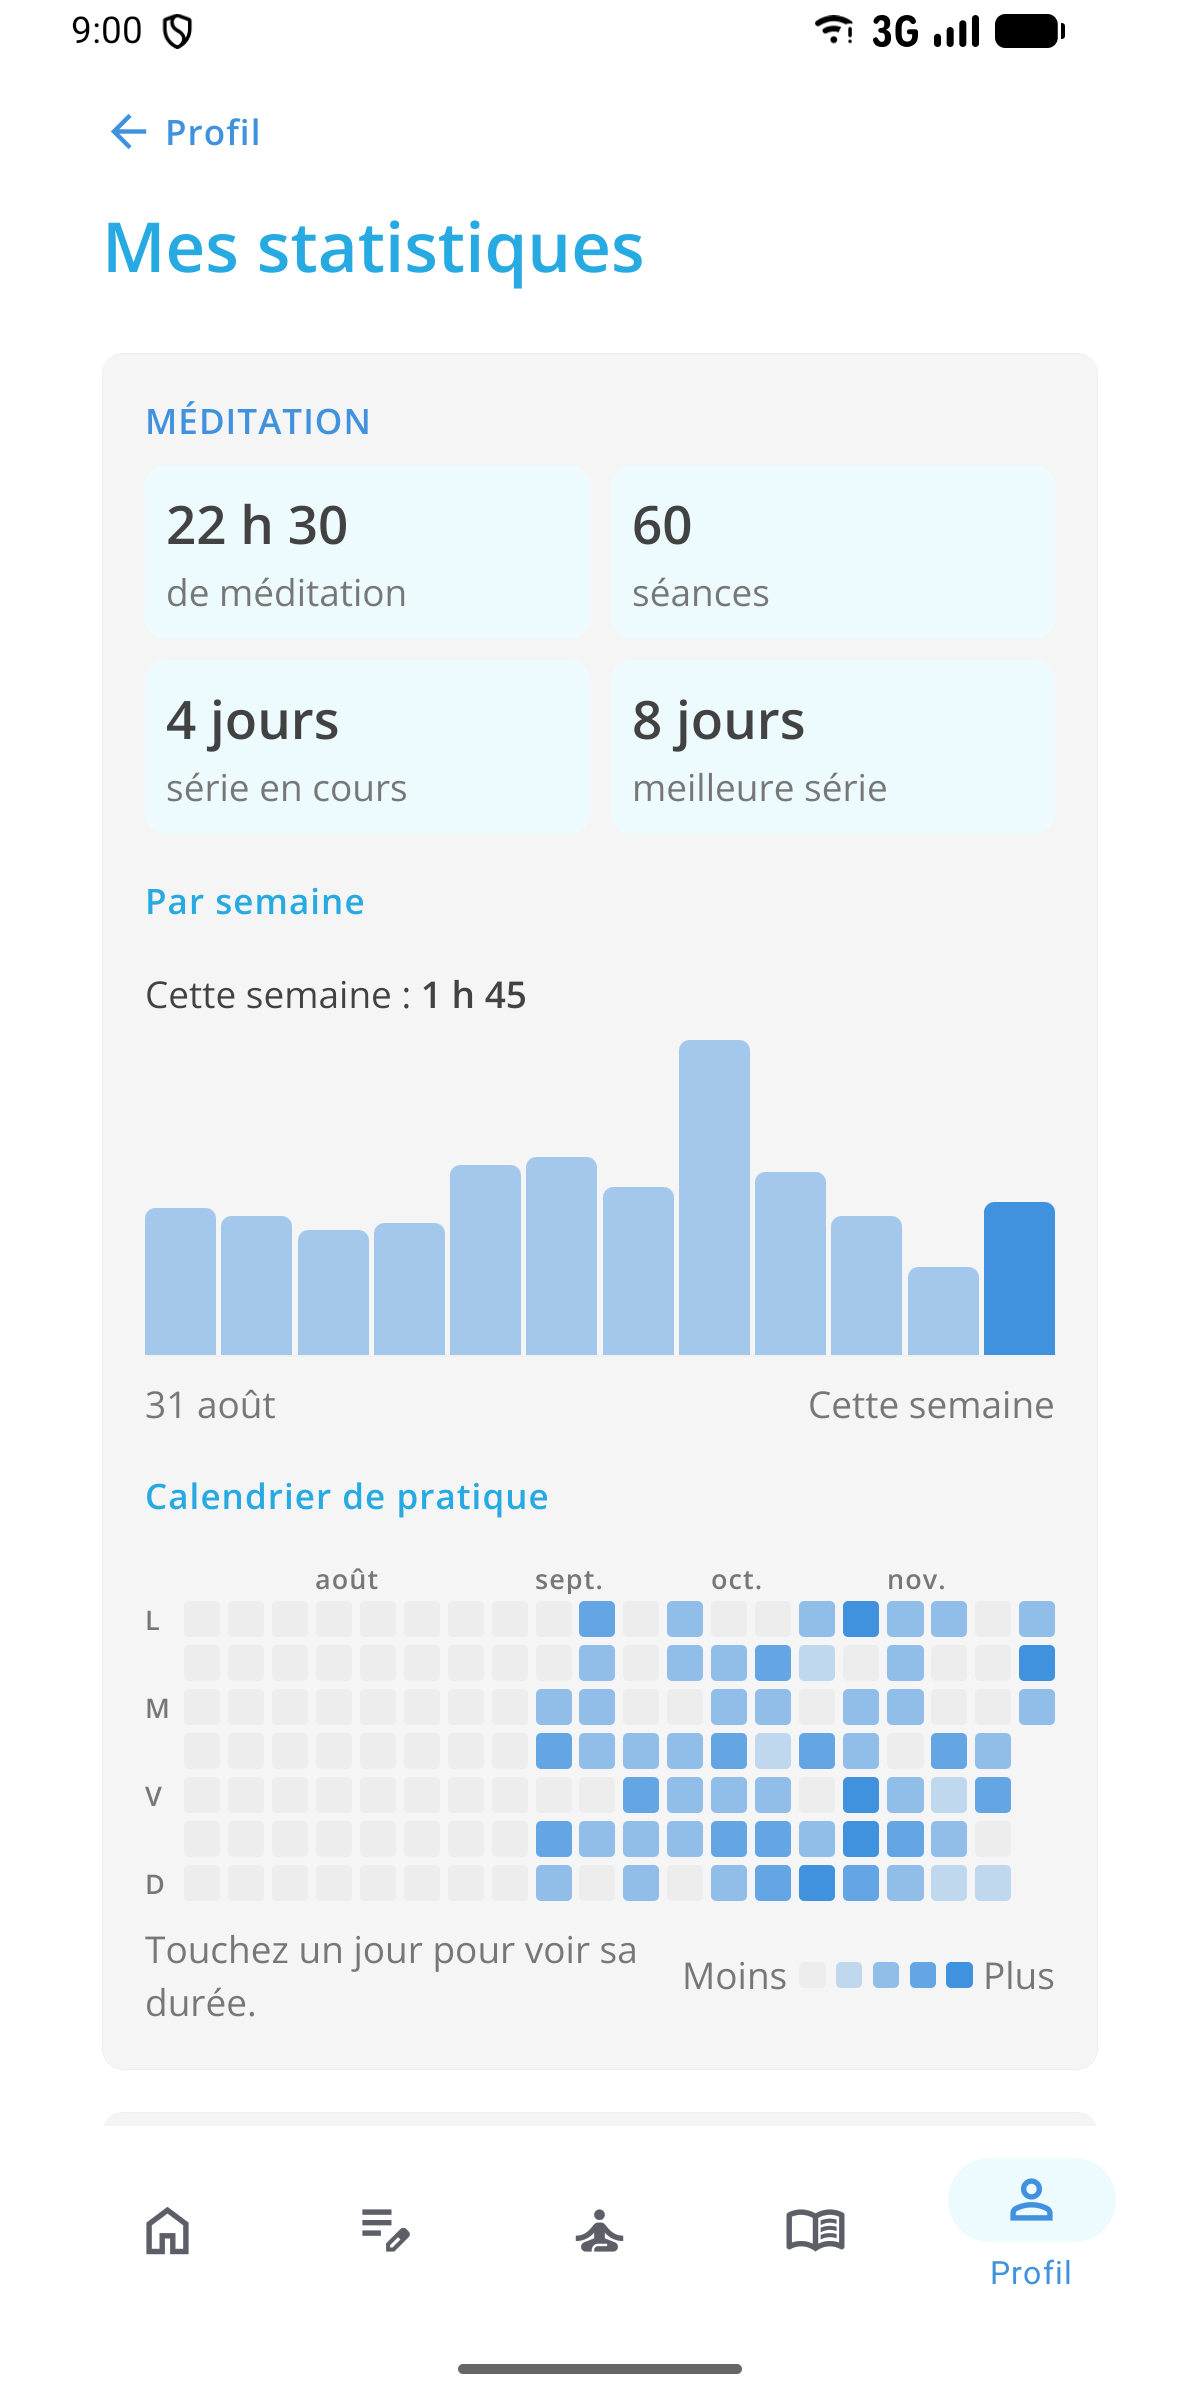 9:00
3G
Profil
Mes statistiques
MÉDITATION
22 h 30
de méditation
60
séances
4 jours
série en cours
8 jours
meilleure série
Par semaine
Cette semaine : 1 h 45
31 août
Cette semaine
Calendrier de pratique
août sept. oct. nov.
L
M
V
D
Touchez un jour pour voir sa
durée.
Moins
Plus
Profil